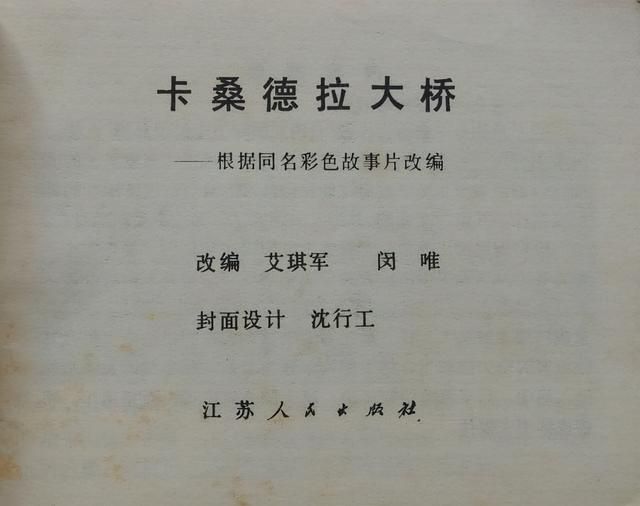 卡桑德拉大桥
——根据同名彩色故事片改编
改编 艾琪军 闵唯
封面设计 沈行工
江苏人民出版社